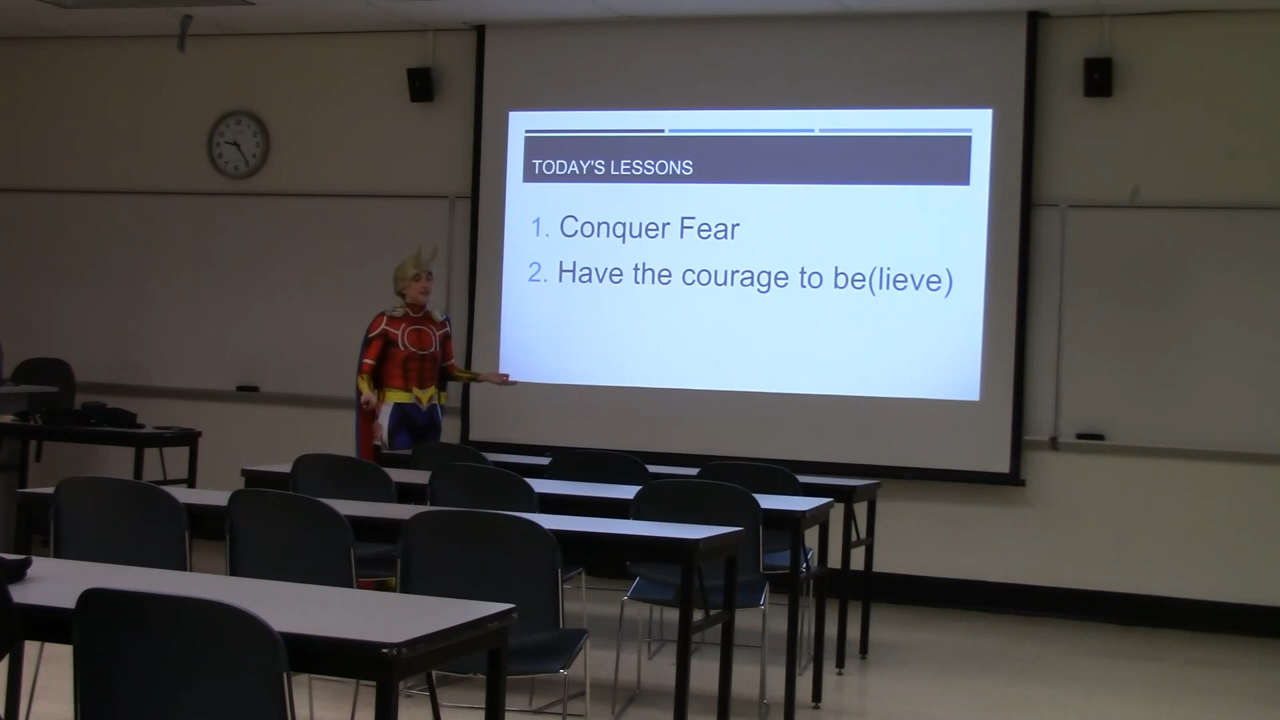 TODAY'S LESSONS
1. Conquer Fear
2. Have the courage to be(lieve)